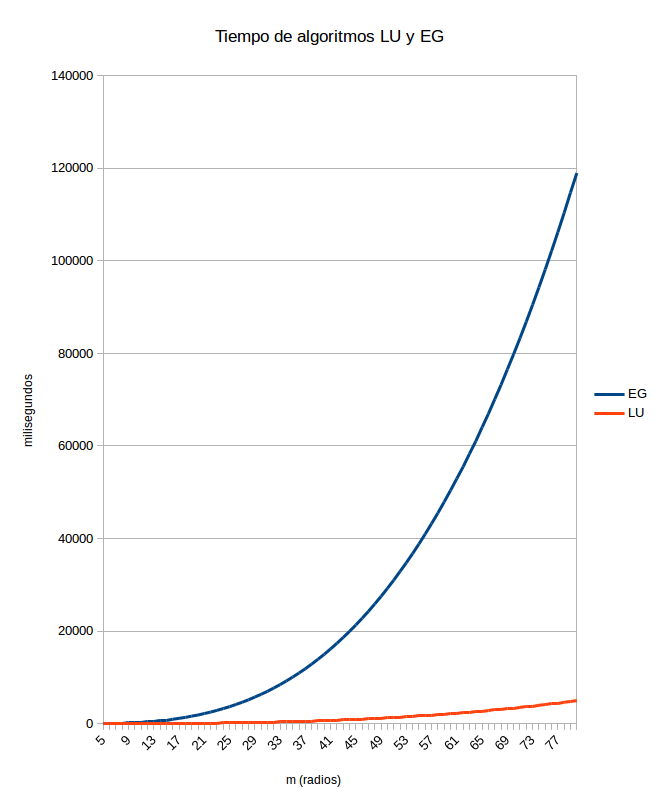 Tiempo de algoritmos LU y EG
140000
120000
100000
80000
60000
40000
20000
0
milisegundos
5 9 13 17 21 25 29 33 37 41 45 49 53 57 61 65 69 73 77
m (radios)
EG
LU